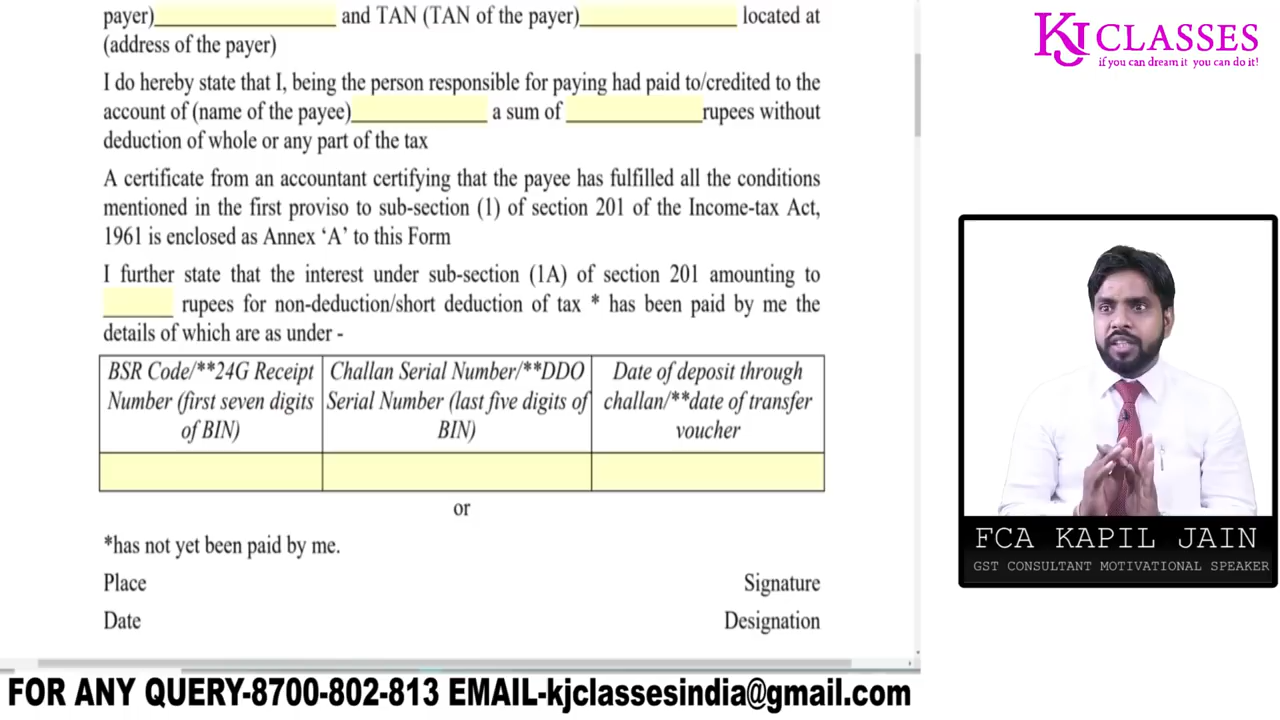 payer)____ and TAN (TAN of the payer)____ located at
(address of the payer)
I do hereby state that I, being the person responsible for paying had paid to/credited to the
account of (name of the payee)____ a sum of ____rupees without
deduction of whole or any part of the tax
A certificate from an accountant certifying that the payee has fulfilled all the conditions
mentioned in the first proviso to sub-section (1) of section 201 of the Income-tax Act,
1961 is enclosed as Annex ‘A’ to this Form
I further state that the interest under sub-section (1A) of section 201 amounting to
____ rupees for non-deduction/short deduction of tax * has been paid by me the
details of which are as under -
BSR Code/**24G Receipt
Number (first seven digits
of BIN)
Challan Serial Number/**DDO
Serial Number (last five digits of
BIN)
Date of deposit through
challan/**date of transfer
voucher
or
*has not yet been paid by me.
Place
Signature
Date
Designation
KJ CLASSES
if you can dream it you can do it!
FCA KAPIL JAIN
GST CONSULTANT MOTIVATIONAL SPEAKER
FOR ANY QUERY-8700-802-813 EMAIL-kjclassesindia@gmail.com